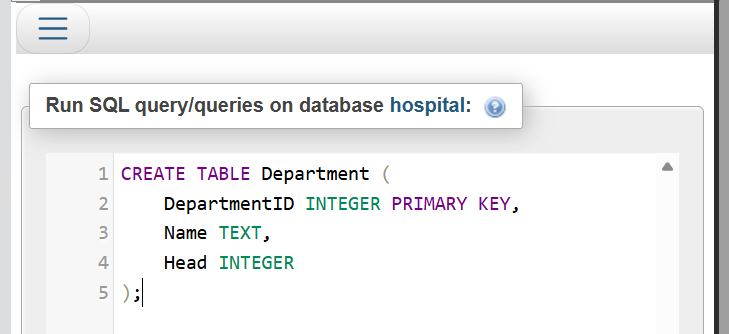 Run SQL query/queries on database hospital:
1 CREATE TABLE Department (
2 DepartmentID INTEGER PRIMARY KEY,
3 Name TEXT,
4 Head INTEGER
5 );